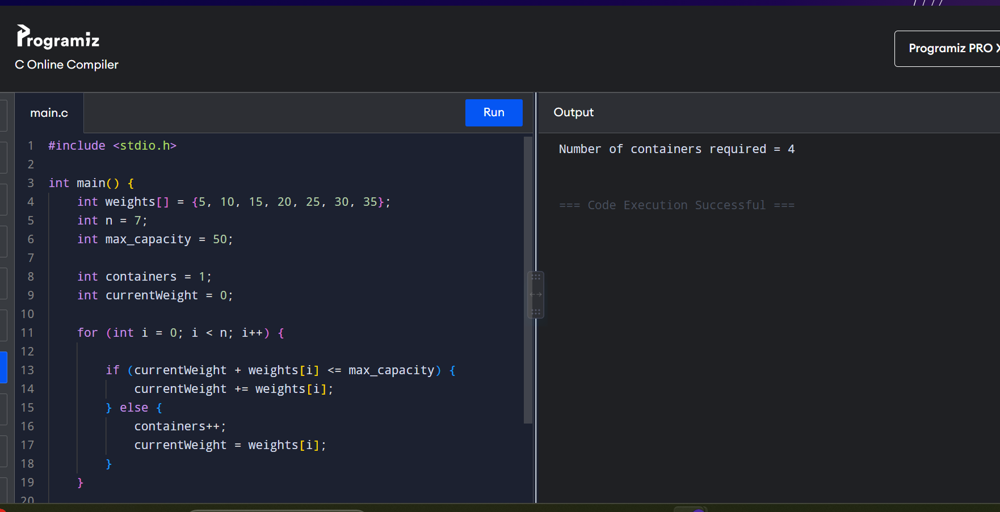 Programiz
C Online Compiler
Programiz PRO
main.c
Run
Output
1 #include <stdio.h>
2
3 int main() {
4     int weights[] = {5, 10, 15, 20, 25, 30, 35};
5     int n = 7;
6     int max_capacity = 50;
7
8     int containers = 1;
9     int currentWeight = 0;
10
11     for (int i = 0; i < n; i++) {
12
13         if (currentWeight + weights[i] <= max_capacity) {
14             currentWeight += weights[i];
15         } else {
16             containers++;
17             currentWeight = weights[i];
18         }
19     }
20
Number of containers required = 4
=== Code Execution Successful ===